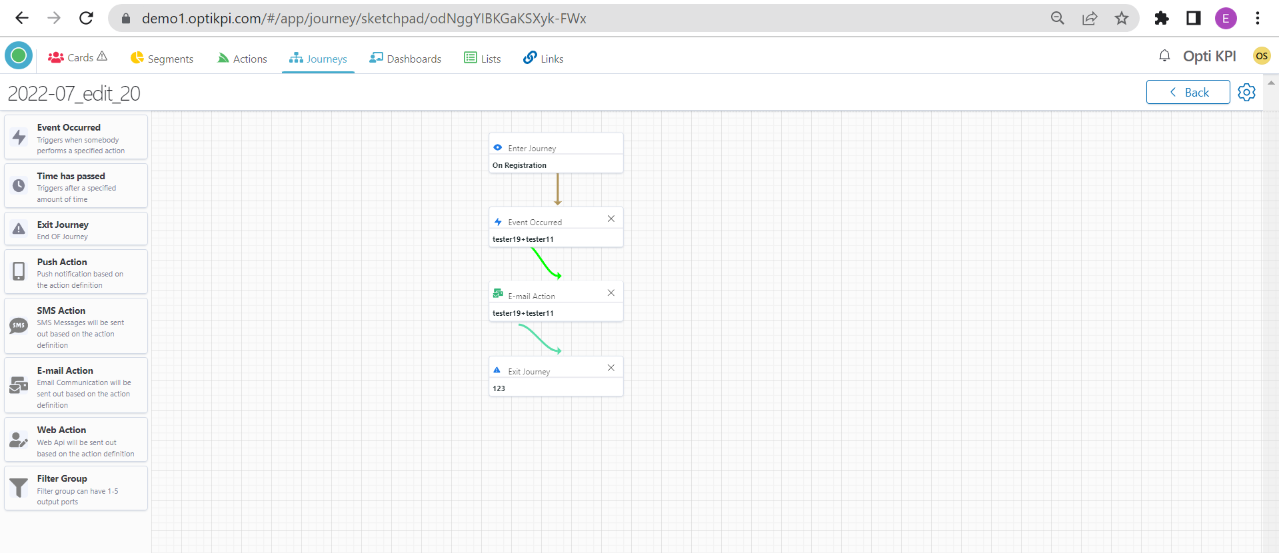 demo1.optikpi.com/#/app/journey/sketchpad/odNggYlBKGaKSXyk-FWx
E
Cards Segments Actions Journeys Dashboards Lists Links Opti KPI OS
2022-07_edit_20
Back
Event Occurred
Triggers when somebody
performs a specified action
Time has passed
Triggers after a specified
amount of time
Exit Journey
End OF Journey
Push Action
Push notification based on
the action definition
SMS
SMS Action
SMS Messages will be sent
out based on the action
definition
E-mail Action
Email Communication will be
sent out based on the action
definition
Web Action
Web Api will be sent out
based on the action definition
Filter Group
Filter group can have 1-5
output ports
Enter Journey
On Registration
Event Occurred
tester19+tester11
E-mail Action
tester19+tester11
Exit Journey
123